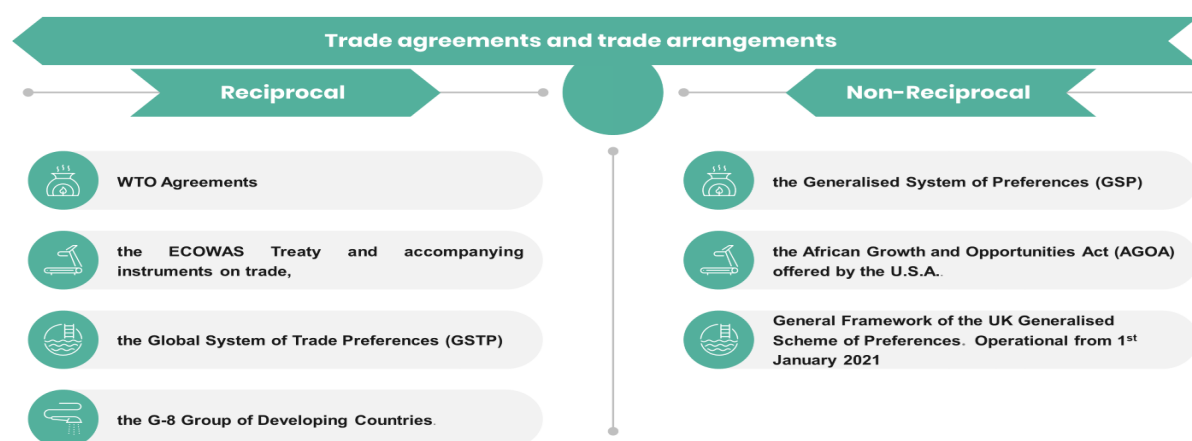 Trade agreements and trade arrangements
Reciprocal
WTO Agreements
the ECOWAS Treaty and accompanying
instruments on trade,
the Global System of Trade Preferences (GSTP)
the G-8 Group of Developing Countries.
Non-Reciprocal
the Generalised System of Preferences (GSP)
the African Growth and Opportunities Act (AGOA)
offered by the U.S.A..
General Framework of the UK Generalised
Scheme of Preferences. Operational from 1st
January 2021